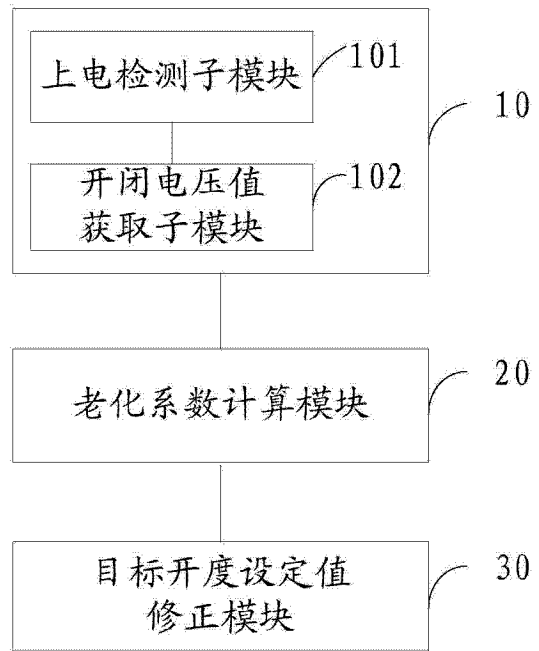 上电检测子模块
101
10
开闭电压值
获取子模块
102
老化系数计算模块
20
目标开度设定值
修正模块
30